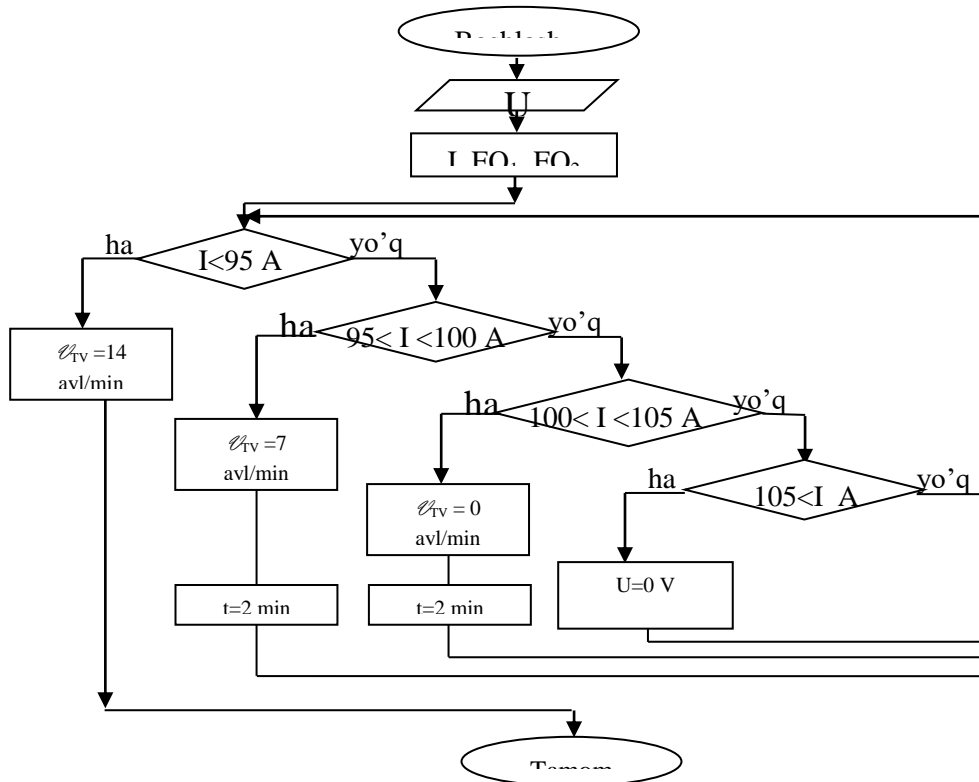 U
ha
I<95 A
yo’q
ha
95< I <100 A
yo’q
𝒱TV =14
avl/min
ha
100< I <105 A
yo’q
𝒱TV =7
avl/min
ha
105<I A
yo’q
𝒱TV = 0
avl/min
U=0 V
t=2 min
t=2 min